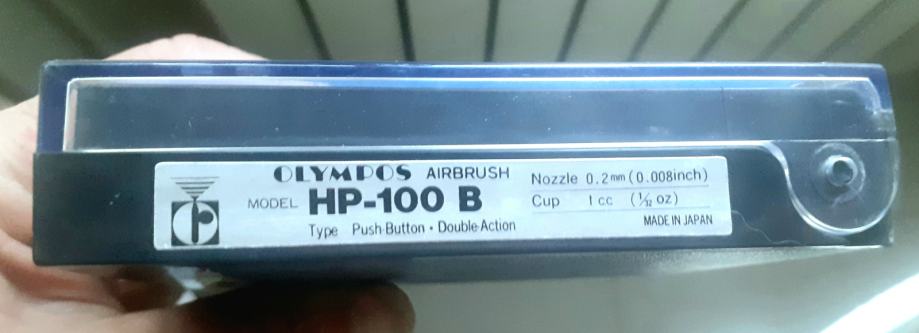 OLYMPOS AIRBRUSH
MODEL HP-100 B
Type Push-Button • Double-Action
Nozzle 0.2mm (0.008inch)
Cup 1cc (1/32 oz)
MADE IN JAPAN